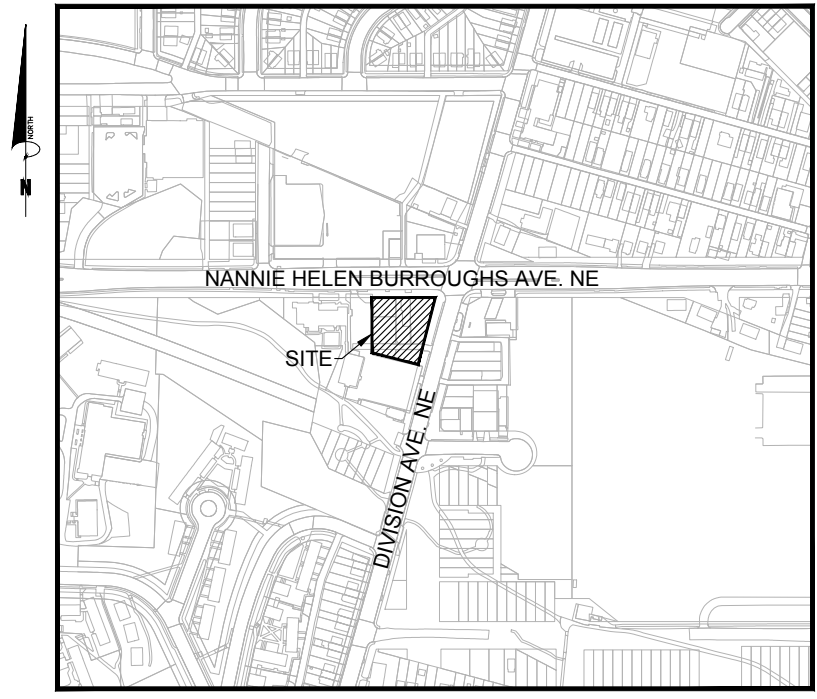 NORTH
N
NANNIE HELEN BURROUGHS AVE. NE
SITE
DIVISION AVE. NE